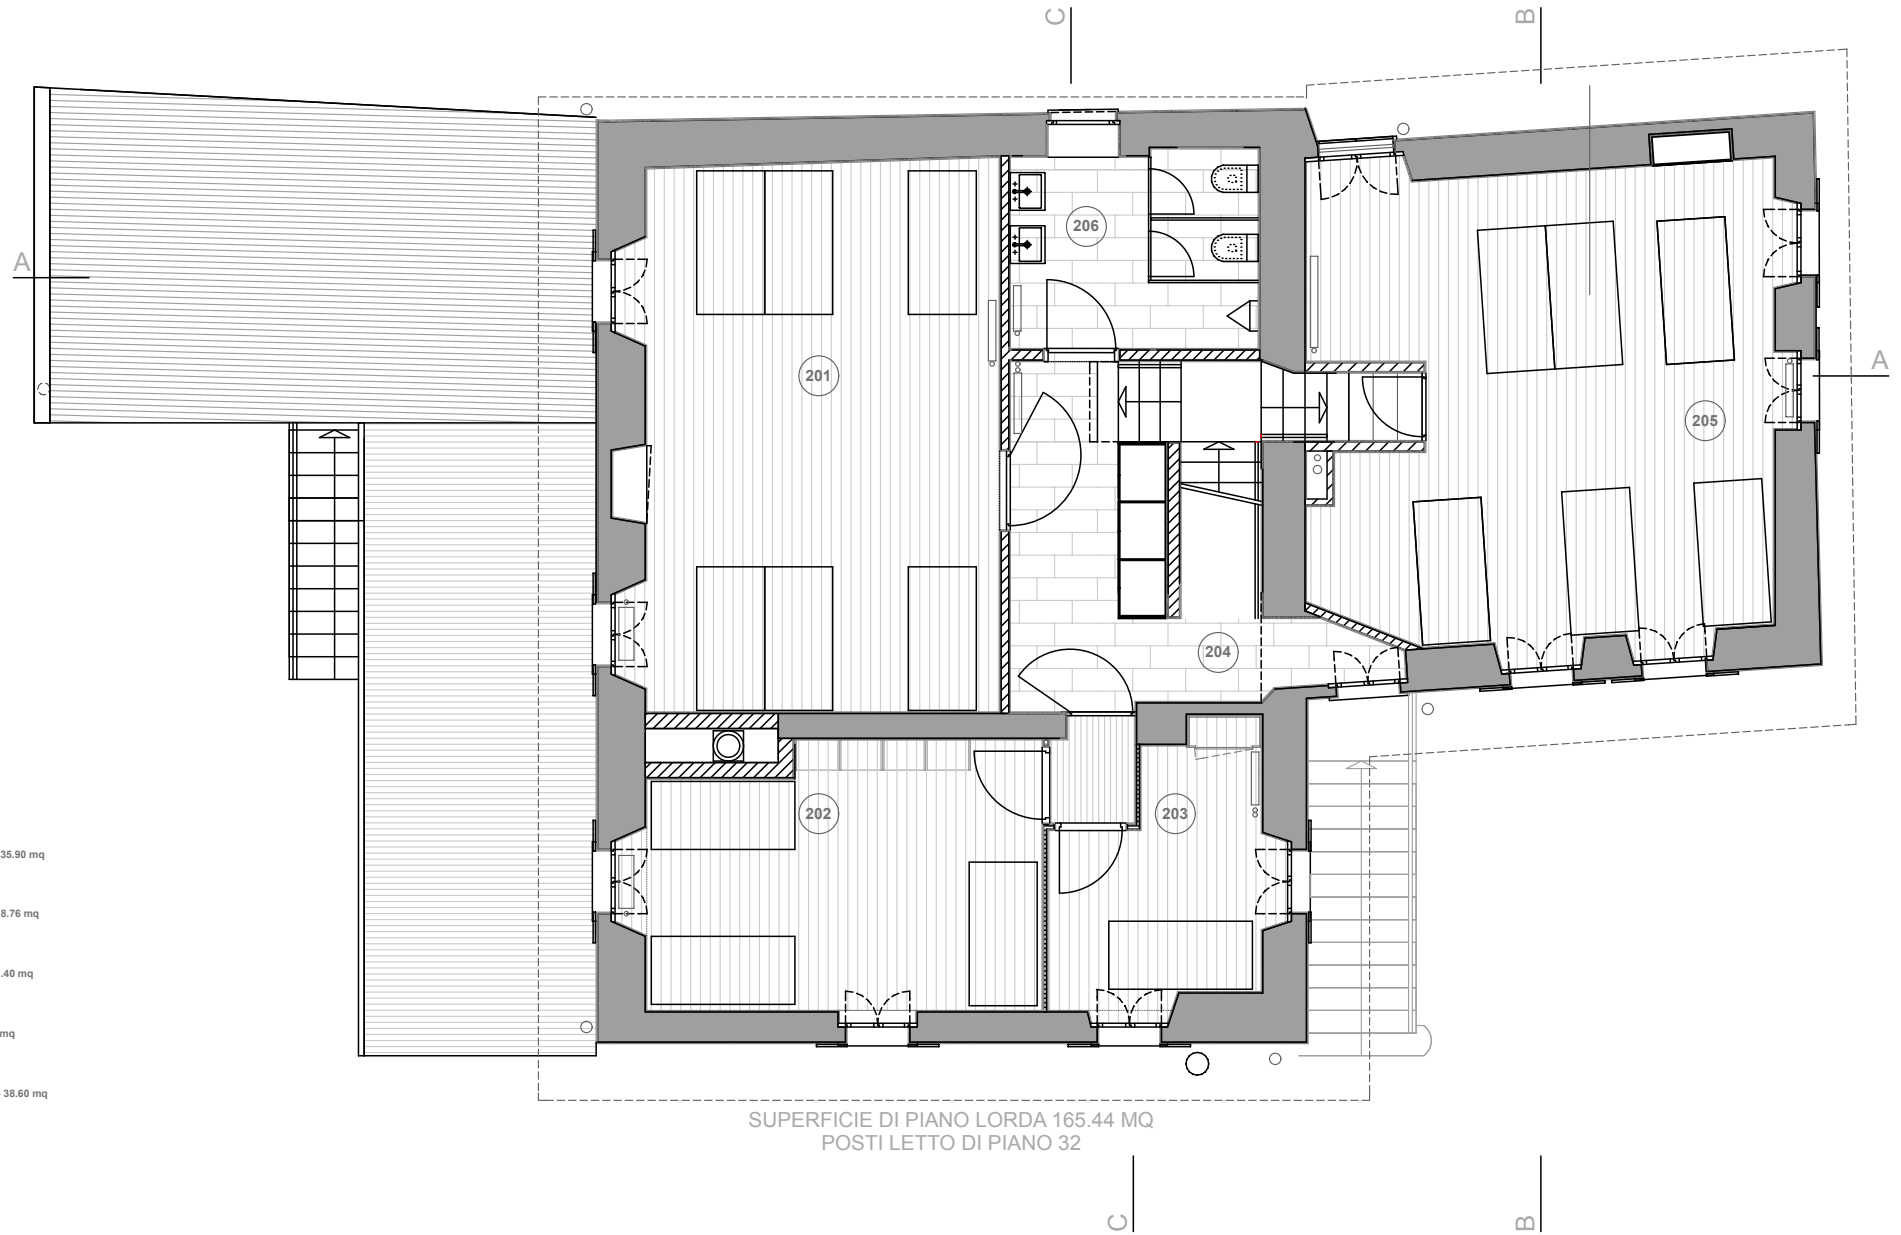 C
B
A
206
201
A
205
204
202
203
35.90 mq
8.76 mq
.40 mq
mq
38.60 mq
SUPERFICIE DI PIANO LORDA 165.44 MQ
POSTI LETTO DI PIANO 32
C
B